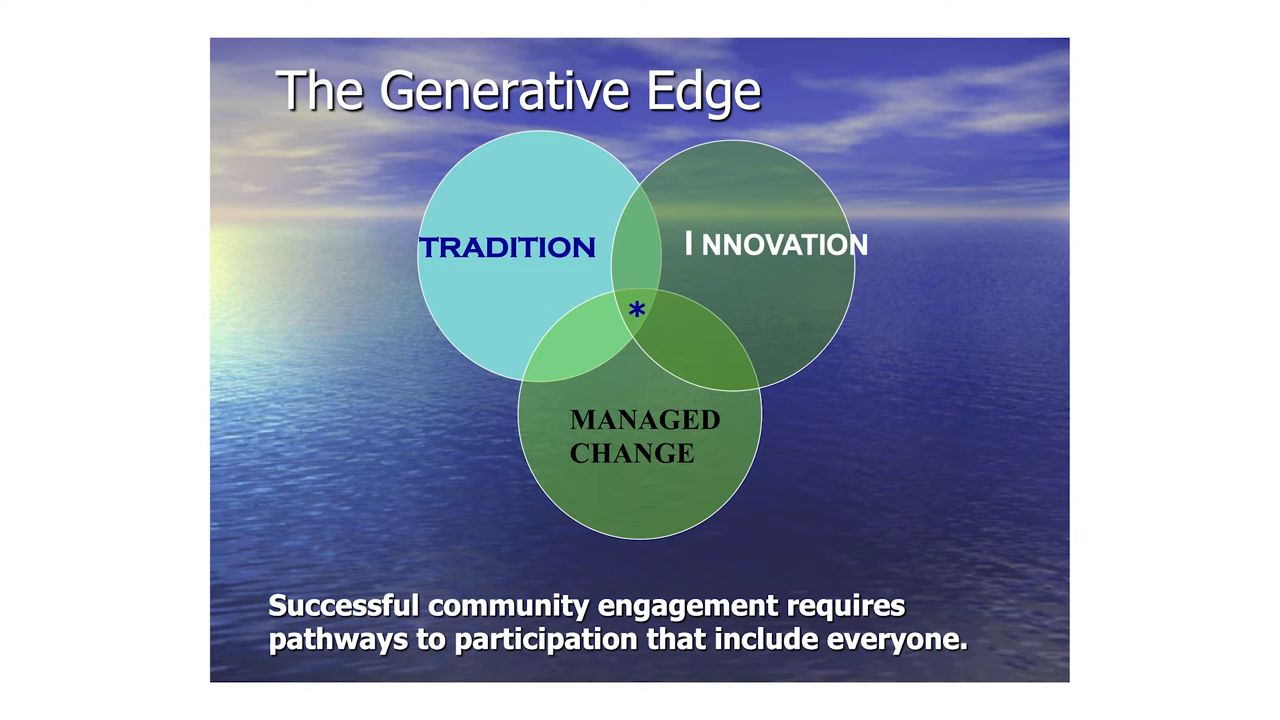 The Generative Edge
TRADITION
I NNOVATION
*
MANAGED
CHANGE
Successful community engagement requires
pathways to participation that include everyone.